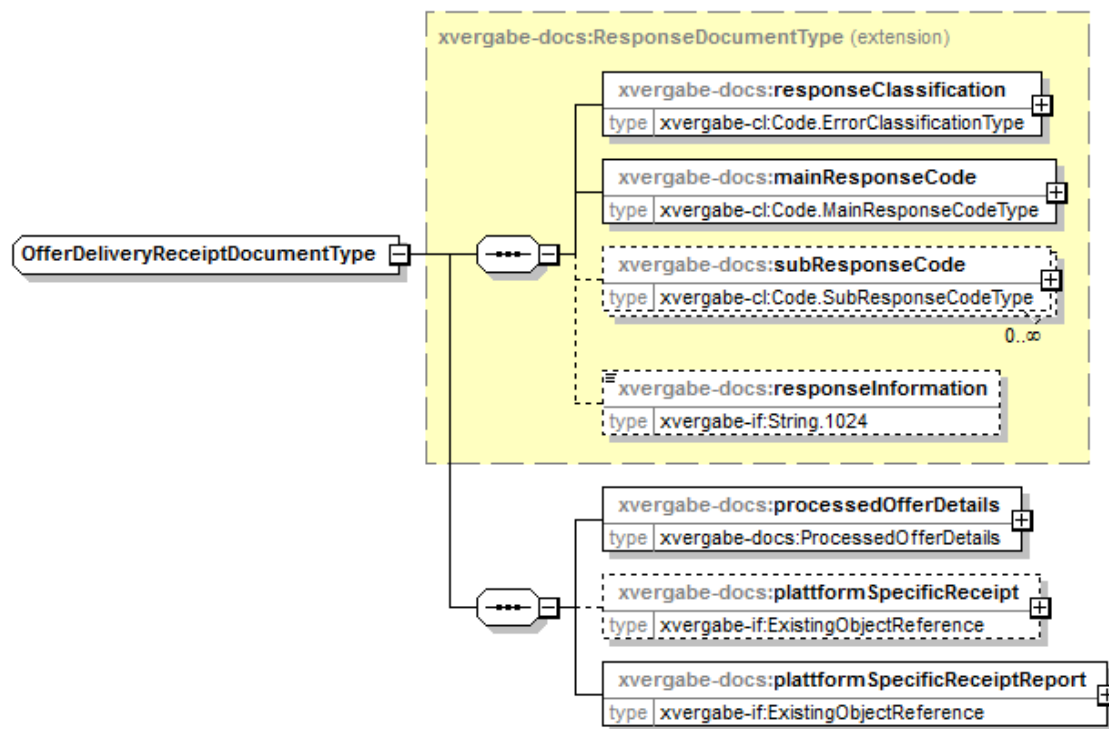 xvergabe-docs:ResponseDocumentType (extension)
xvergabe-docs:responseClassification
type xvergabe-cl:Code.ErrorClassificationType
xvergabe-docs:mainResponseCode
type xvergabe-cl:Code.MainResponseCodeType
OfferDeliveryReceiptDocumentType
xvergabe-docs:subResponseCode
type xvergabe-cl:Code.SubResponseCodeType
0..∞
xvergabe-docs:responseInformation
type xvergabe-if:String.1024
xvergabe-docs:processedOfferDetails
type xvergabe-docs:ProcessedOfferDetails
xvergabe-docs:plattformSpecificReceipt
type xvergabe-if:ExistingObjectReference
xvergabe-docs:plattformSpecificReceiptReport
type xvergabe-if:ExistingObjectReference